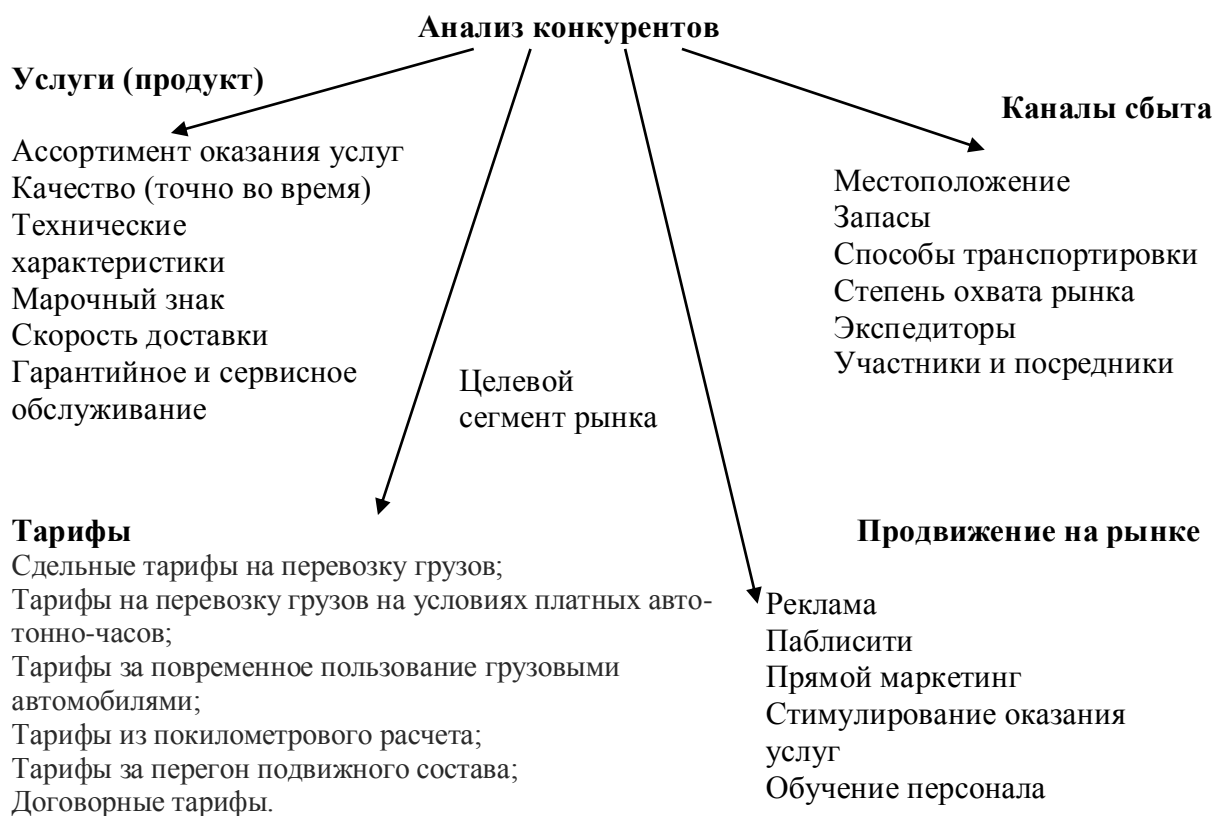 Анализ конкурентов
Услуги (продукт)
Ассортимент оказания услуг
Качество (точно во время)
Технические
характеристики
Марочный знак
Скорость доставки
Гарантийное и сервисное
обслуживание
Каналы сбыта
Местоположение
Запасы
Способы транспортировки
Степень охвата рынка
Экспедиторы
Участники и посредники
Целевой
сегмент рынка
Тарифы
Сдельные тарифы на перевозку грузов;
Тарифы на перевозку грузов на условиях платных авто-
тонно-часов;
Тарифы за повременное пользование грузовыми
автомобилями;
Тарифы из покилометрового расчета;
Тарифы за перегон подвижного состава;
Договорные тарифы.
Продвижение на рынке
Реклама
Паблисити
Прямой маркетинг
Стимулирование оказания
услуг
Обучение персонала